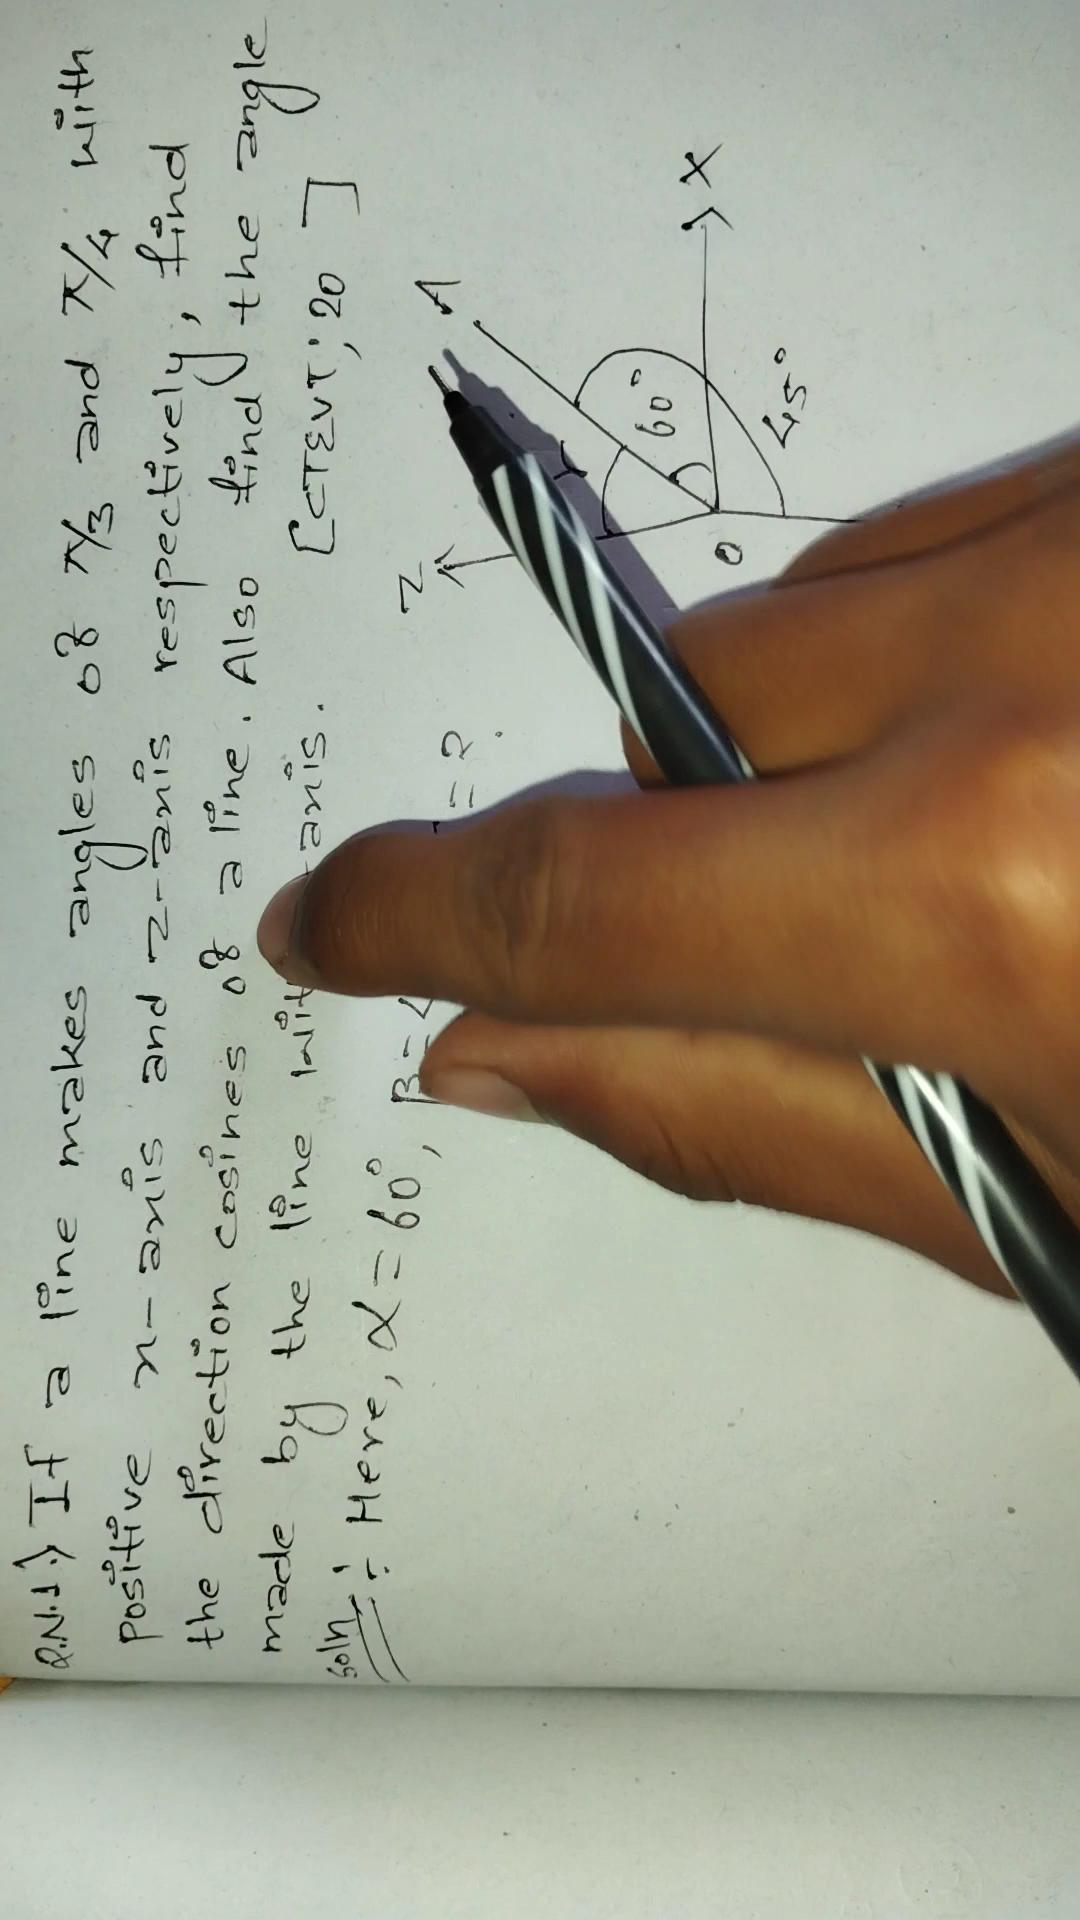 Q.N.1) If a line makes angles of π/3 and π/4 with
positive x-axis and z-axis respectively, find
the direction cosines of a line. Also find the angle
made by the line -axis. [CTEVT; 20 ]
Soln: Here, α = 60°, β = = ?
Z
A
γ
60°
X
O
45°